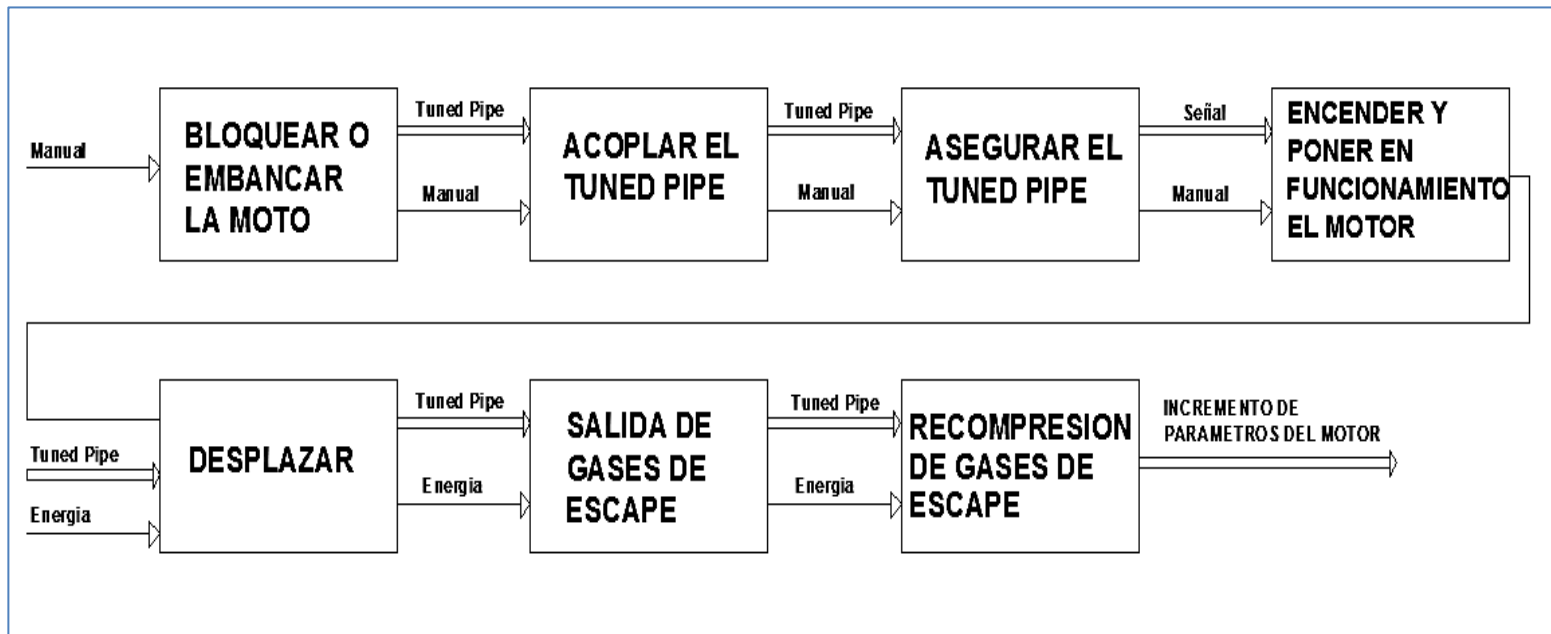 Manual
BLOQUEAR O
EMBANCAR
LA MOTO
Tuned Pipe
Manual
ACOPLAR EL
TUNED PIPE
Tuned Pipe
Manual
ASEGURAR EL
TUNED PIPE
Señal
Manual
ENCENDER Y
PONER EN
FUNCIONAMIENTO
EL MOTOR
Tuned Pipe
Energia
DESPLAZAR
Tuned Pipe
Energia
SALIDA DE
GASES DE
ESCAPE
Tuned Pipe
Energia
RECOMPRESION
DE GASES DE
ESCAPE
INCREMENTO DE
PARAMETROS DEL MOTOR